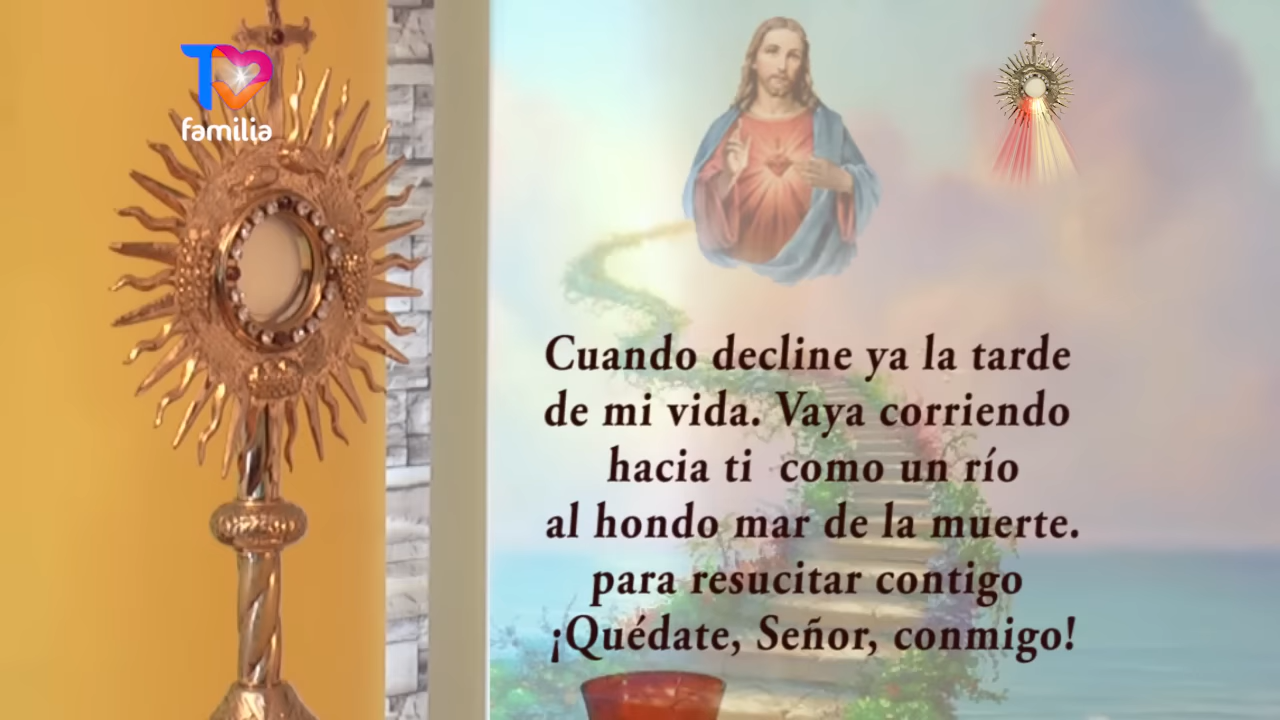 T
familia
Cuando decline ya la tarde
de mi vida. Vaya corriendo
hacia ti como un río
al hondo mar de la muerte.
para resucitar contigo
¡Quédate, Señor, conmigo!